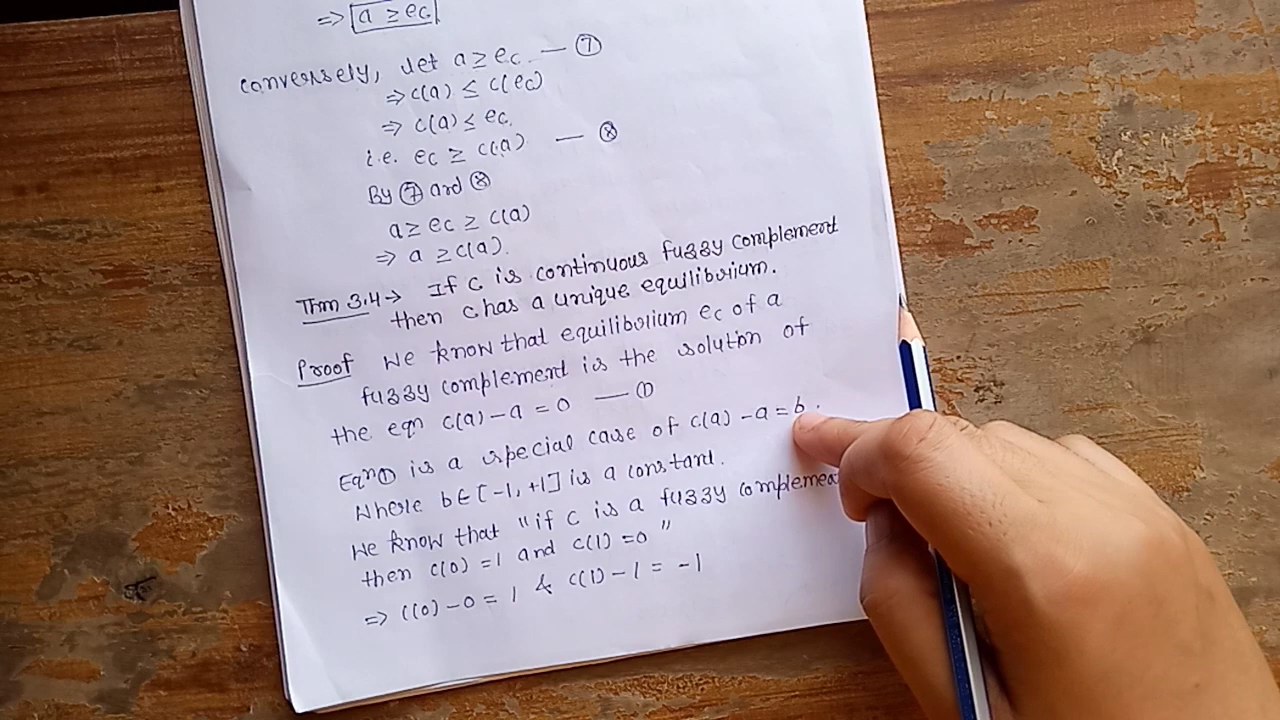 ⇒ a ≥ ec
conversely, let a ≥ ec — ⑦
⇒ c(a) ≤ c(ec)
⇒ c(a) ≤ ec.
i.e. ec ≥ c(a) — ⑧
By ⑦ and ⑧
a ≥ ec ≥ c(a)
⇒ a ≥ c(a).
Thm 3.4 → If c is continuous fuzzy complement
then c has a unique equilibrium.
Proof We know that equilibrium ec of a
fuzzy complement is the solution of
the eqn c(a) - a = 0 — ①
Eqn① is a special case of c(a) - a = b.
Where b ∈ [-1, +1] is a constant.
We know that "if c is a fuzzy complement
then c(0) = 1 and c(1) = 0"
⇒ c(0) - 0 = 1 & c(1) - 1 = -1